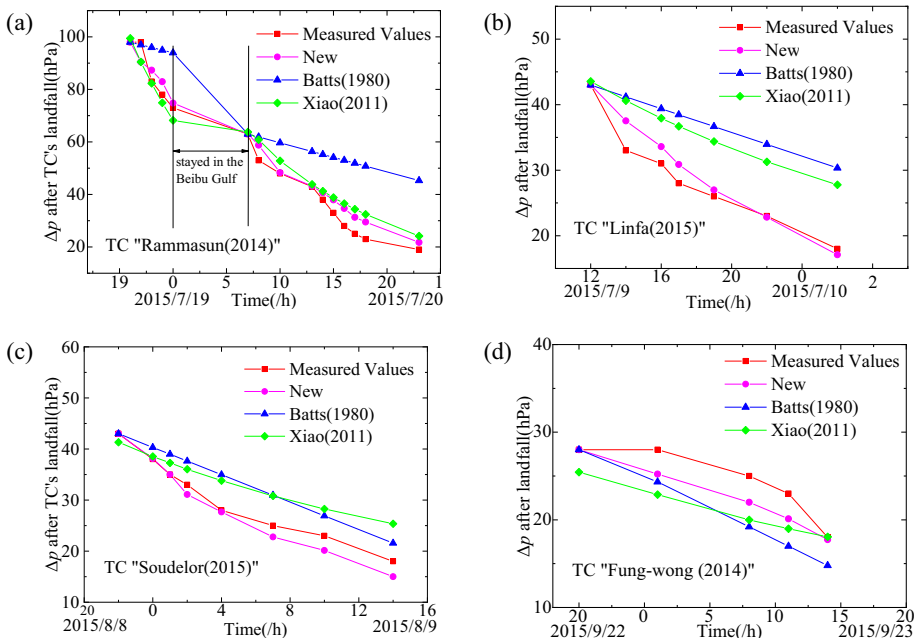 (a)
Δp after TC's landfall(hPa)
100
80
60
40
20
Measured Values
New
Batts(1980)
Xiao(2011)
stayed in the
Beibu Gulf
TC "Rammasun(2014)"
19 20 0 5 10 15 20 1
2015/7/19 Time(/h) 2015/7/20
(b)
Δp after landfall(hPa)
50
40
30
20
Measured Values
New
Batts(1980)
Xiao(2011)
TC "Linfa(2015)"
12 16 20 0 2
2015/7/9 Time(/h) 2015/7/10
(c)
Δp after TC's landfall(hPa)
60
50
40
30
20
10
Measured Values
New
Batts(1980)
Xiao(2011)
TC "Soudelor(2015)"
20 0 4 8 12 16
2015/8/8 Time(/h) 2015/8/9
(d)
Δp after landfall(hPa)
40
30
20
10
Measured Values
New
Batts(1980)
Xiao(2011)
TC "Fung-wong (2014)"
20 0 5 10 15 20
2015/9/22 Time(/h) 2015/9/23